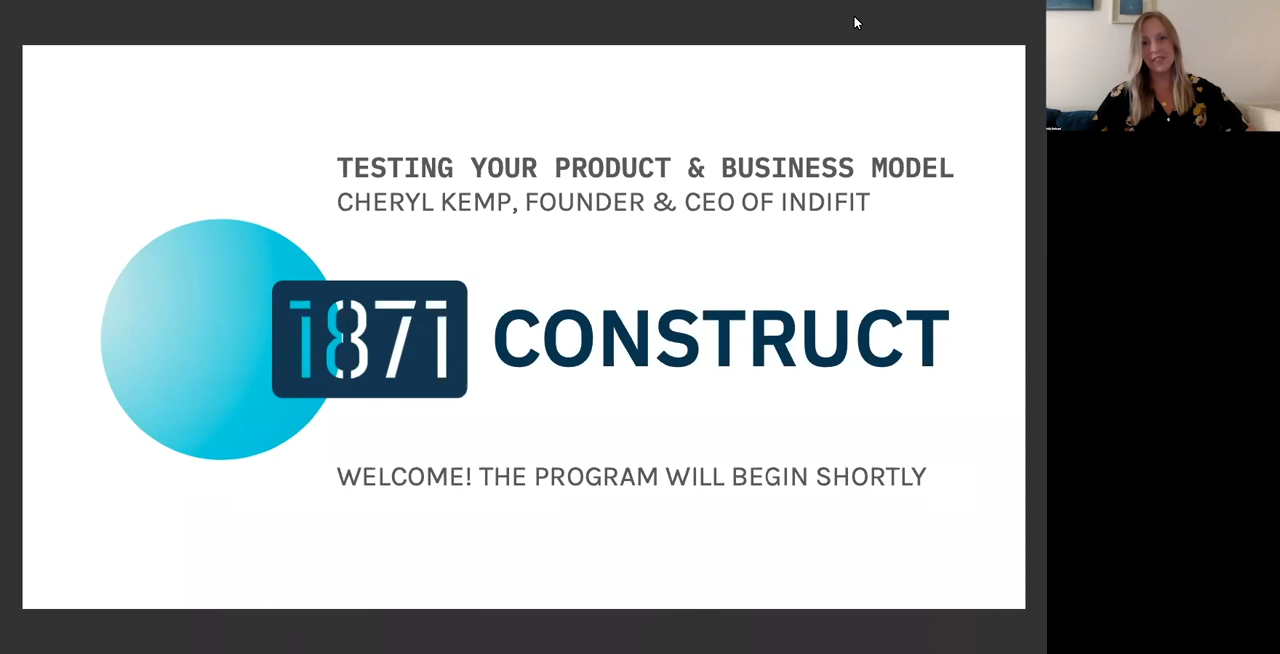 TESTING YOUR PRODUCT & BUSINESS MODEL
CHERYL KEMP, FOUNDER & CEO OF INDIFIT
1871 CONSTRUCT
WELCOME! THE PROGRAM WILL BEGIN SHORTLY